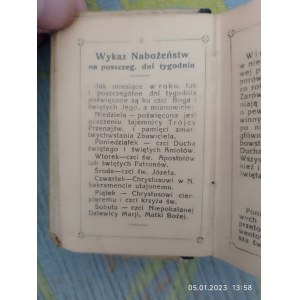 4
Wykaz Nabożeństw
na poszczeg. dni tygodnia
Jak miesiące w roku, tak
i poszczególne dni tygodnia
poświęcone są ku czci Boga i
Świętych Jego, a mianowicie:
Niedziela — poświęcona jest
uczczeniu tajemnicy Trójcy
Przenajśw. i pamięci zmar-
twychwstania Zbawiciela.
Poniedziałek — czci Ducha
świętego i świętych Aniołów.
Wtorek—czci św. Apostołów
lub świętych Patronów.
Środa—czci św. Józefa.
Czwartek—Chrystusowi w N.
Sakramencie utajonemu.
Piątek — Chrystusowi cier-
piącemu i czci krzyża św.
Sobota — czci Niepokalanej
Dziewicy Marji, Matki Bożej.
05.01.2023 13:58